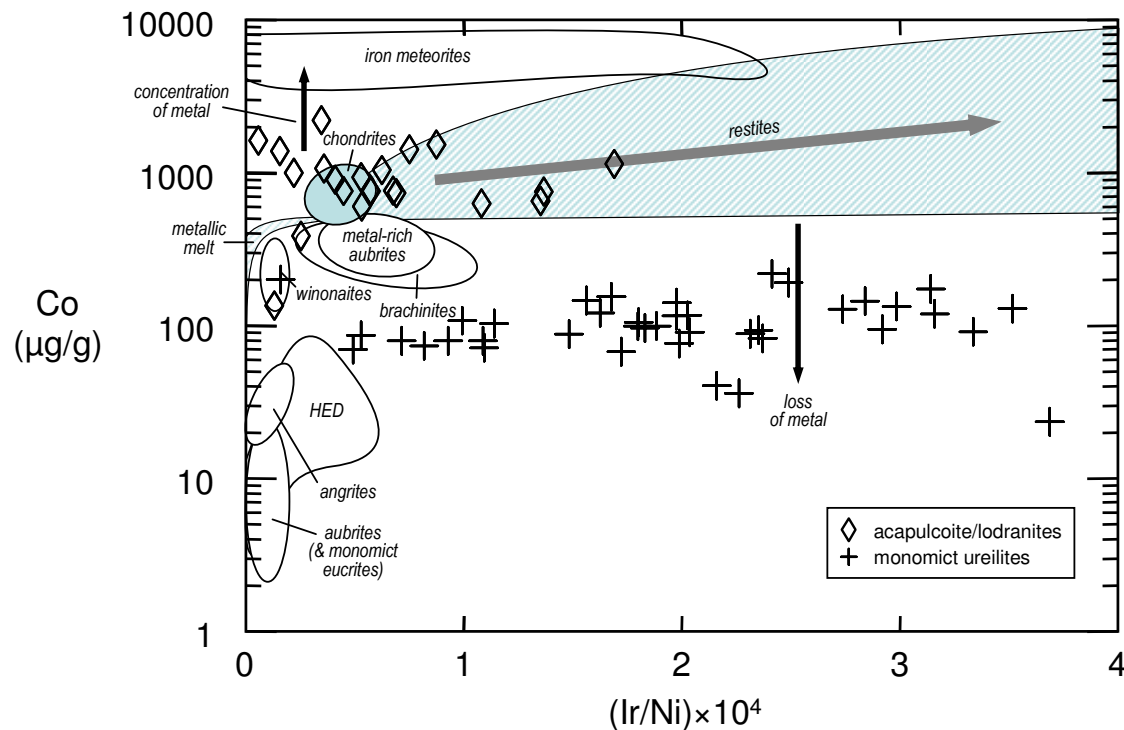 10000
iron meteorites
concentration
of metal
chondrites
restites
1000
metallic
melt
metal-rich
aubrites
winonaites
brachinites
Co
(µg/g)
100
loss
of metal
HED
10
angrites
aubrites
(& monomict
eucrites)
acapulcoite/lodranites
monomict ureilites
1
0 1 2 3 4
(Ir/Ni)×10⁴